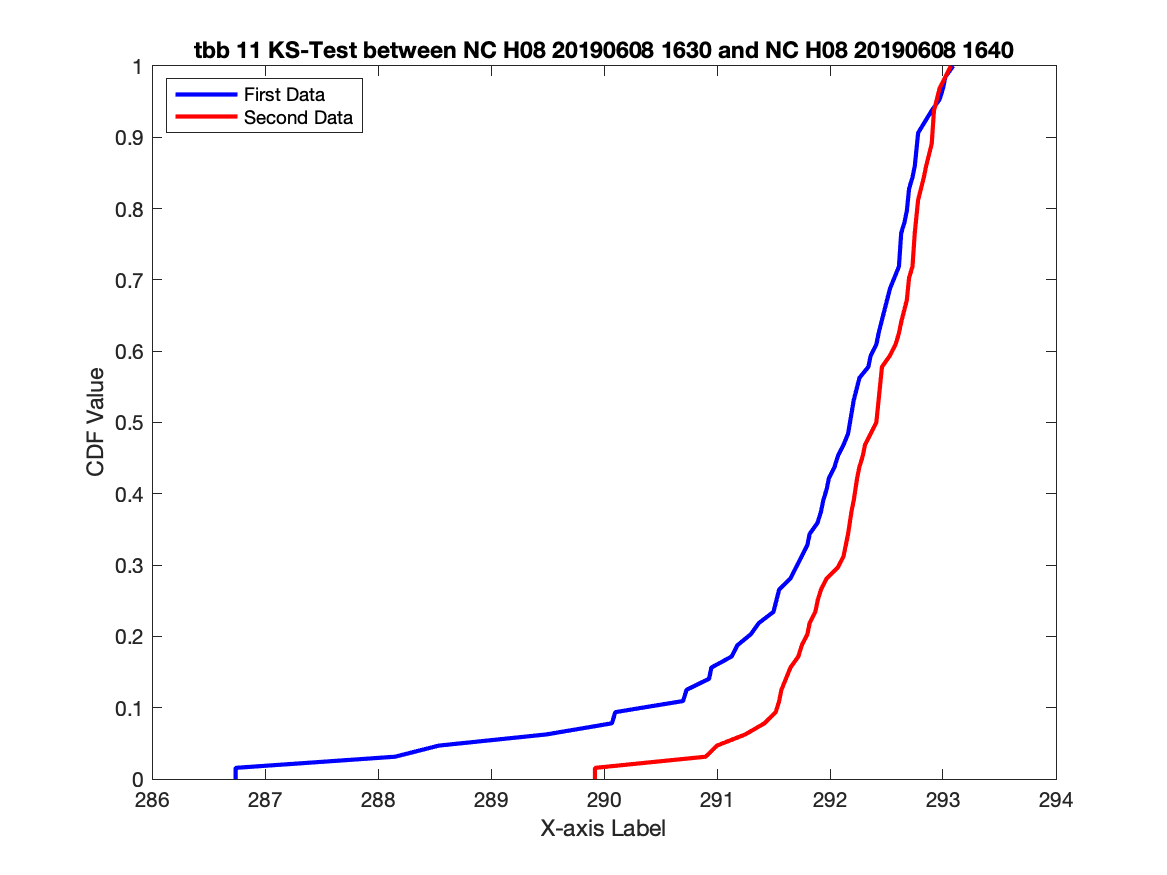 tbb 11 KS-Test between NC H08 20190608 1630 and NC H08 20190608 1640
First Data
Second Data
1
0.9
0.8
0.7
0.6
0.5
0.4
0.3
0.2
0.1
0
CDF Value
286 287 288 289 290 291 292 293 294
X-axis Label